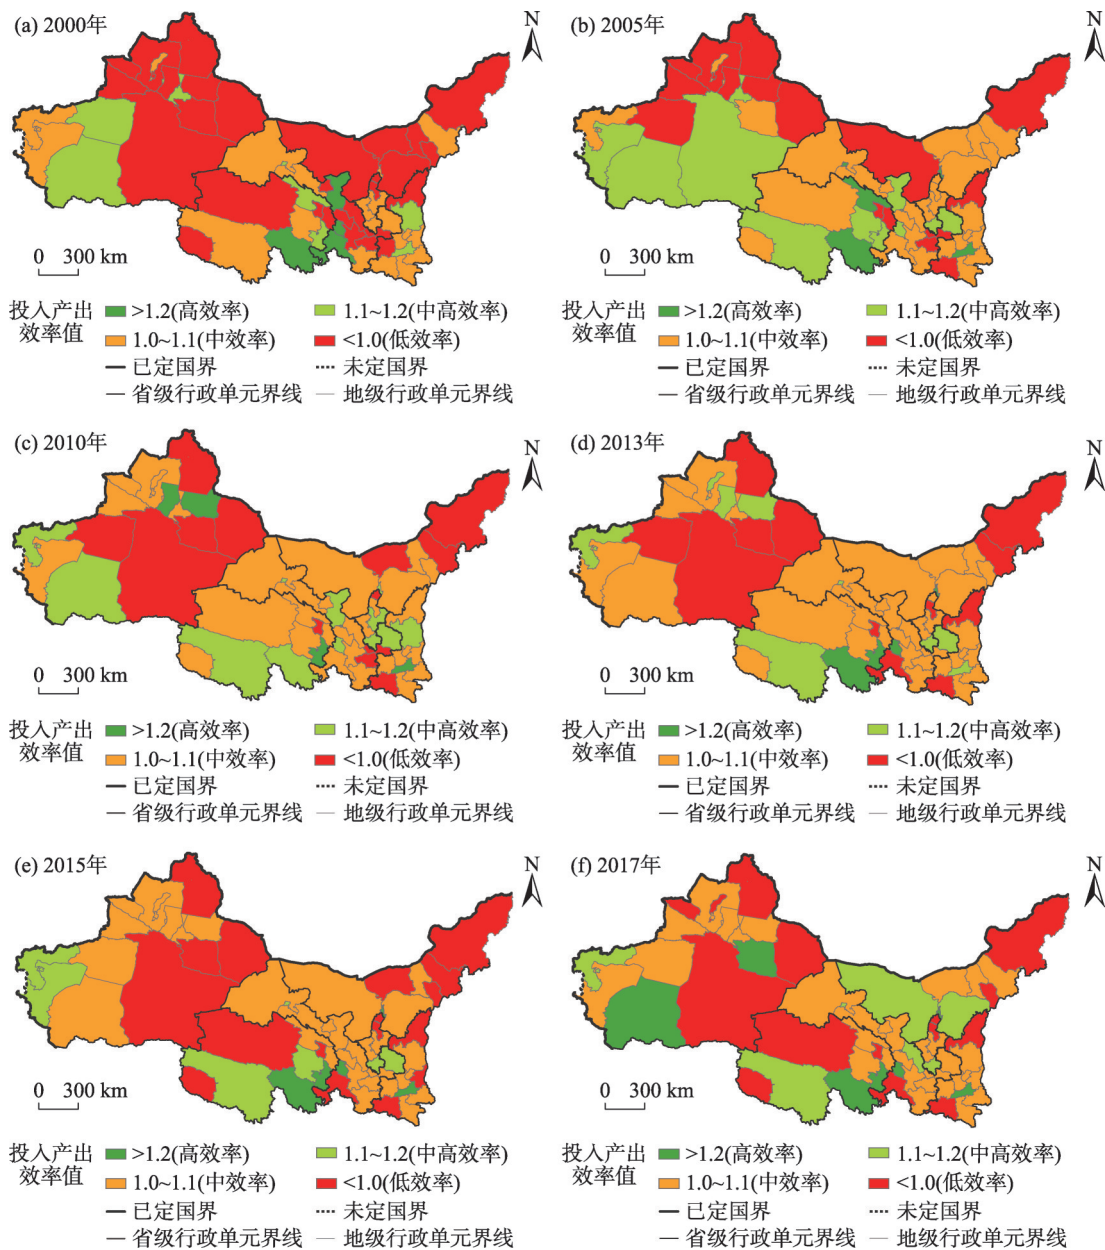 (a) 2000年
N
0 300 km
投入产出
效率值
>1.2(高效率)
1.1~1.2(中高效率)
1.0~1.1(中效率)
<1.0(低效率)
已定国界
未定国界
省级行政单元界线
地级行政单元界线
(b) 2005年
N
0 300 km
投入产出
效率值
>1.2(高效率)
1.1~1.2(中高效率)
1.0~1.1(中效率)
<1.0(低效率)
已定国界
未定国界
省级行政单元界线
地级行政单元界线
(c) 2010年
N
0 300 km
投入产出
效率值
>1.2(高效率)
1.1~1.2(中高效率)
1.0~1.1(中效率)
<1.0(低效率)
已定国界
未定国界
省级行政单元界线
地级行政单元界线
(d) 2013年
N
0 300 km
投入产出
效率值
>1.2(高效率)
1.1~1.2(中高效率)
1.0~1.1(中效率)
<1.0(低效率)
已定国界
未定国界
省级行政单元界线
地级行政单元界线
(e) 2015年
N
0 300 km
投入产出
效率值
>1.2(高效率)
1.1~1.2(中高效率)
1.0~1.1(中效率)
<1.0(低效率)
已定国界
未定国界
省级行政单元界线
地级行政单元界线
(f) 2017年
N
0 300 km
投入产出
效率值
>1.2(高效率)
1.1~1.2(中高效率)
1.0~1.1(中效率)
<1.0(低效率)
已定国界
未定国界
省级行政单元界线
地级行政单元界线